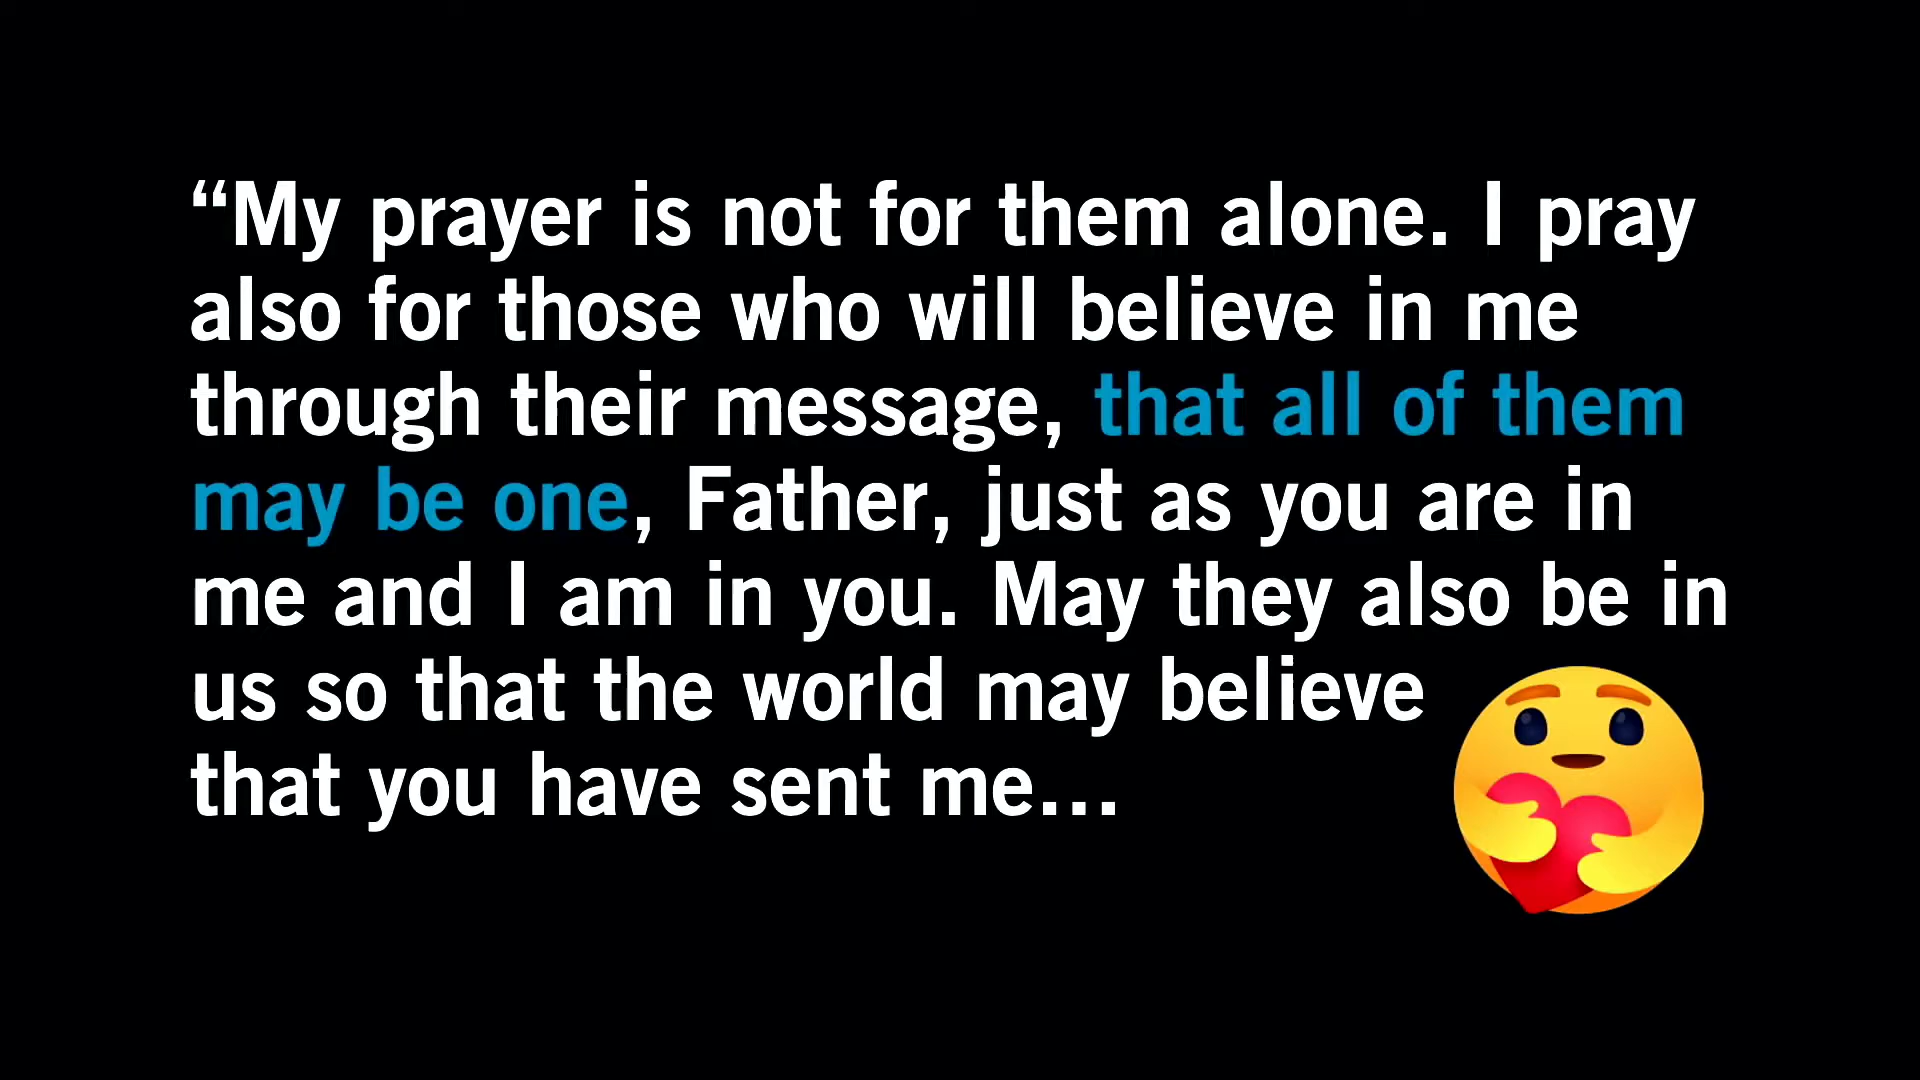 “My prayer is not for them alone. I pray
also for those who will believe in me
through their message, that all of them
may be one, Father, just as you are in
me and I am in you. May they also be in
us so that the world may believe
that you have sent me…